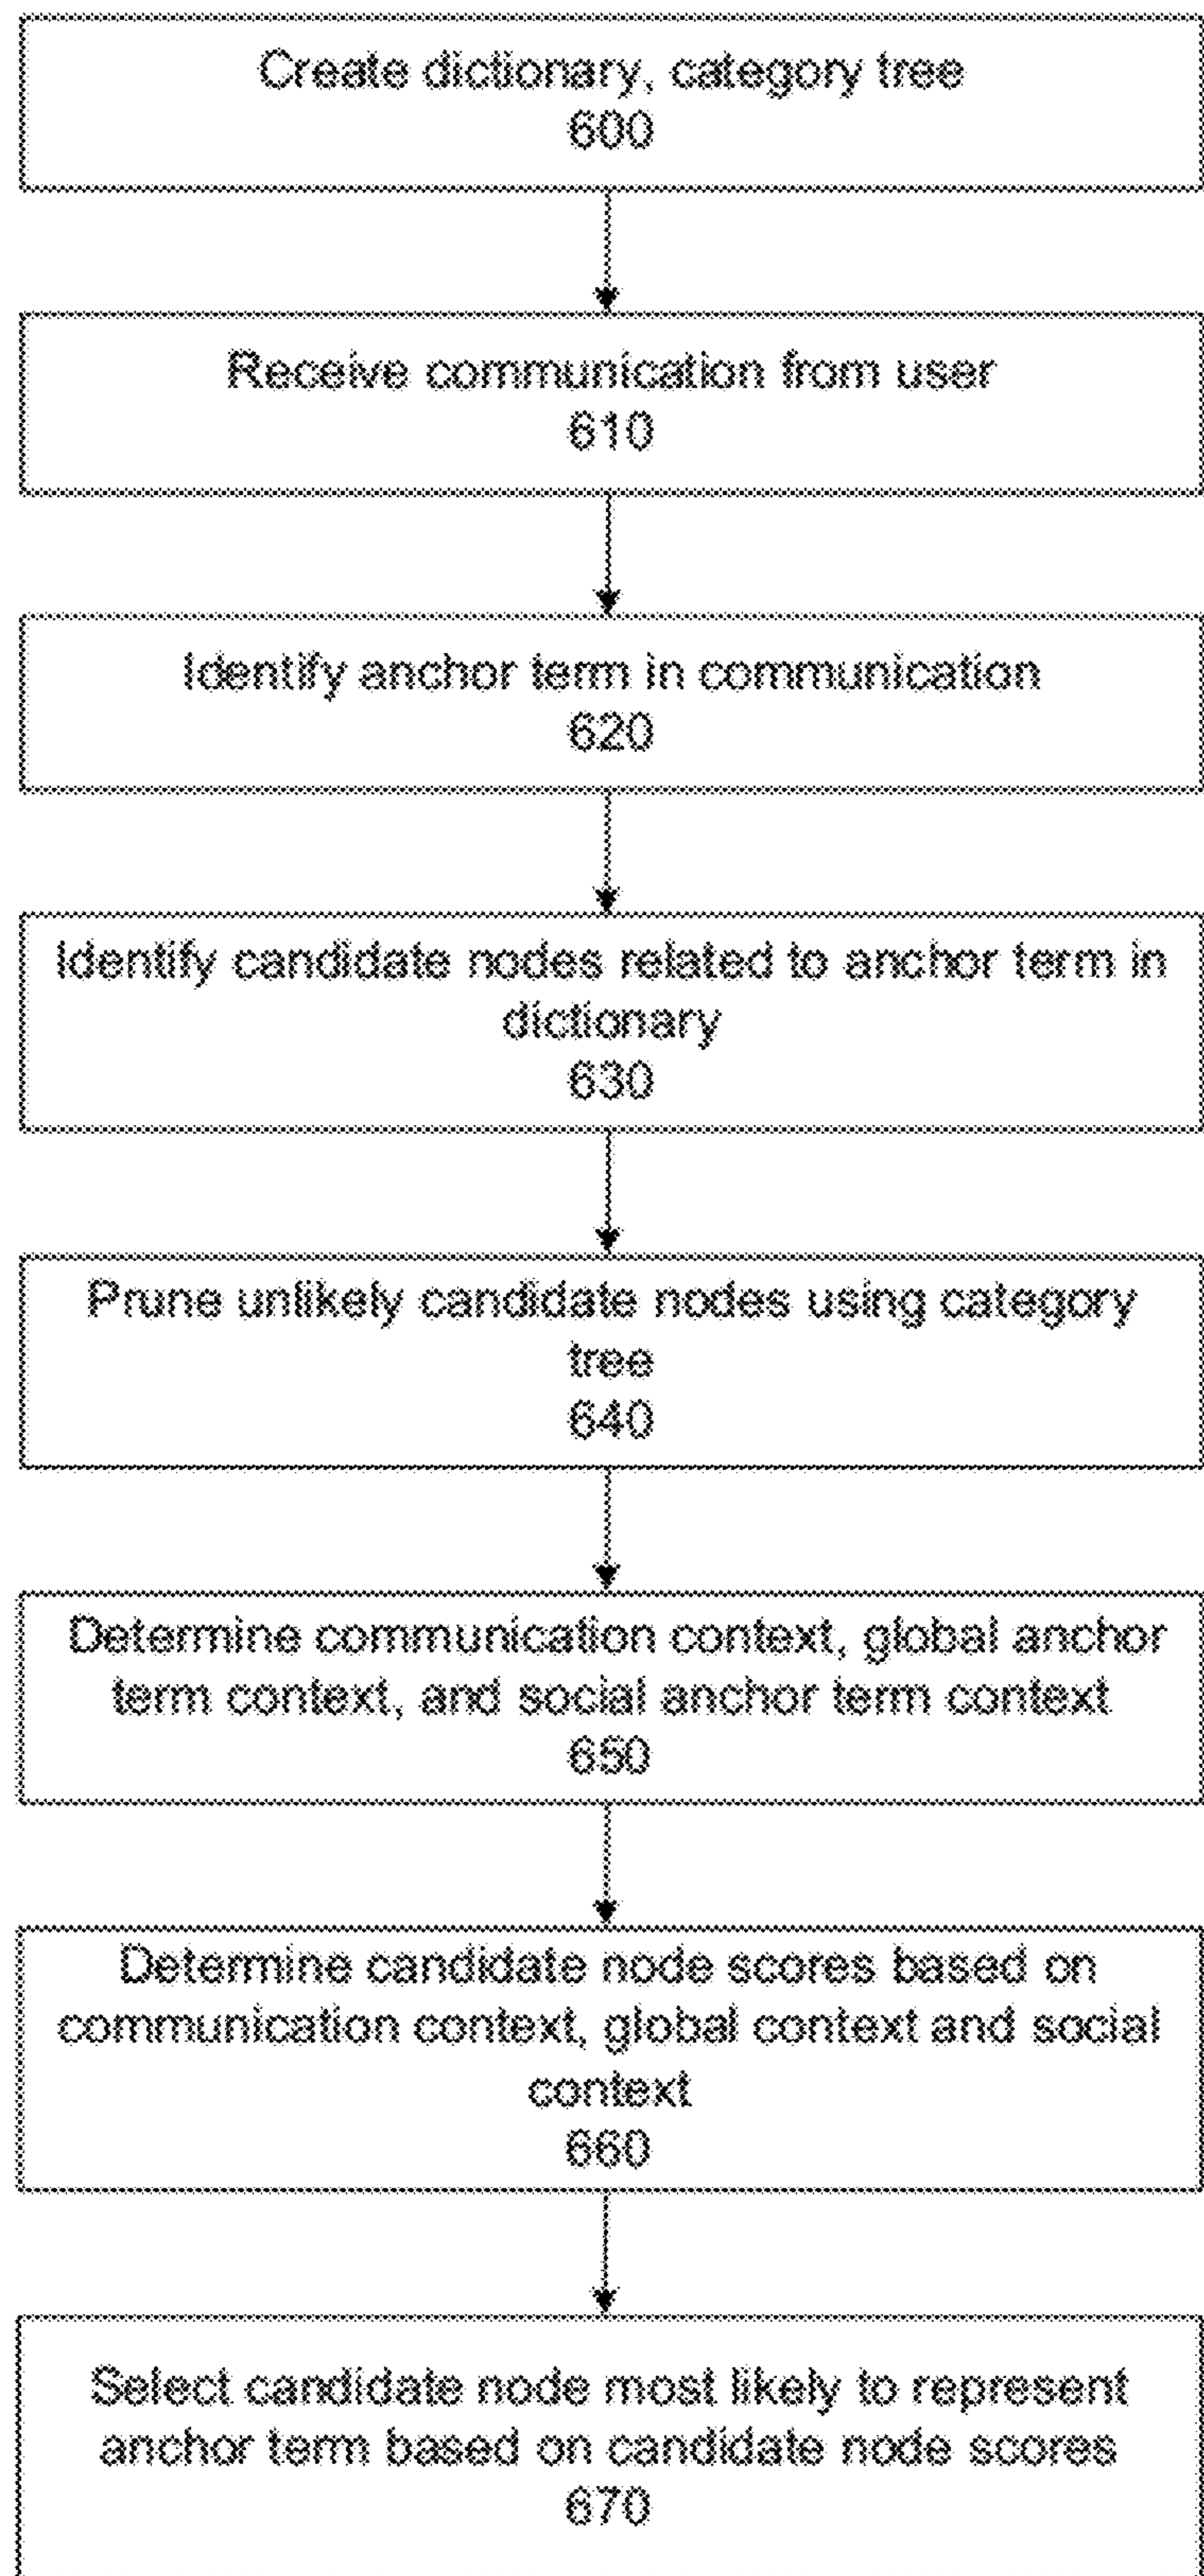 Create dictionary, category tree
600
Receive communication from user
610
Identify anchor term in communication
620
Identify candidate nodes related to anchor term in
dictionary
630
Prune unlikely candidate nodes using category
tree
640
Determine communication context, global anchor
term context, and social anchor term context
650
Determine candidate node scores based on
communication context, global context and social
context
660
Select candidate node most likely to represent
anchor term based on candidate node scores
670